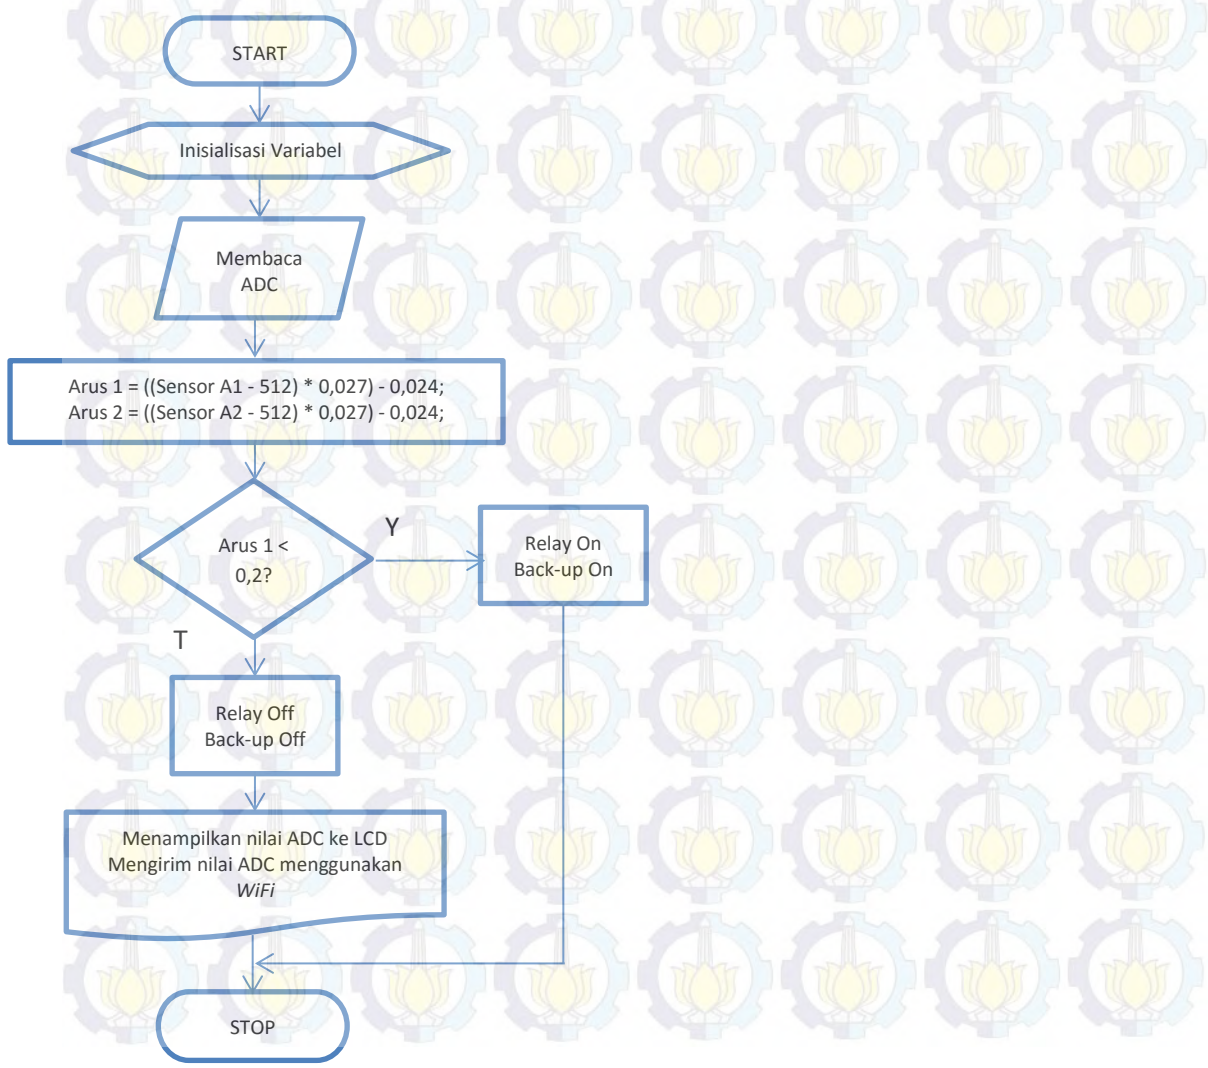 START
Inisialisasi Variabel
Membaca
ADC
Arus 1 = ((Sensor A1 - 512) * 0,027) - 0,024;
Arus 2 = ((Sensor A2 - 512) * 0,027) - 0,024;
Arus 1 <
0,2?
Y
Relay On
Back-up On
T
Relay Off
Back-up Off
Menampilkan nilai ADC ke LCD
Mengirim nilai ADC menggunakan
WiFi
STOP